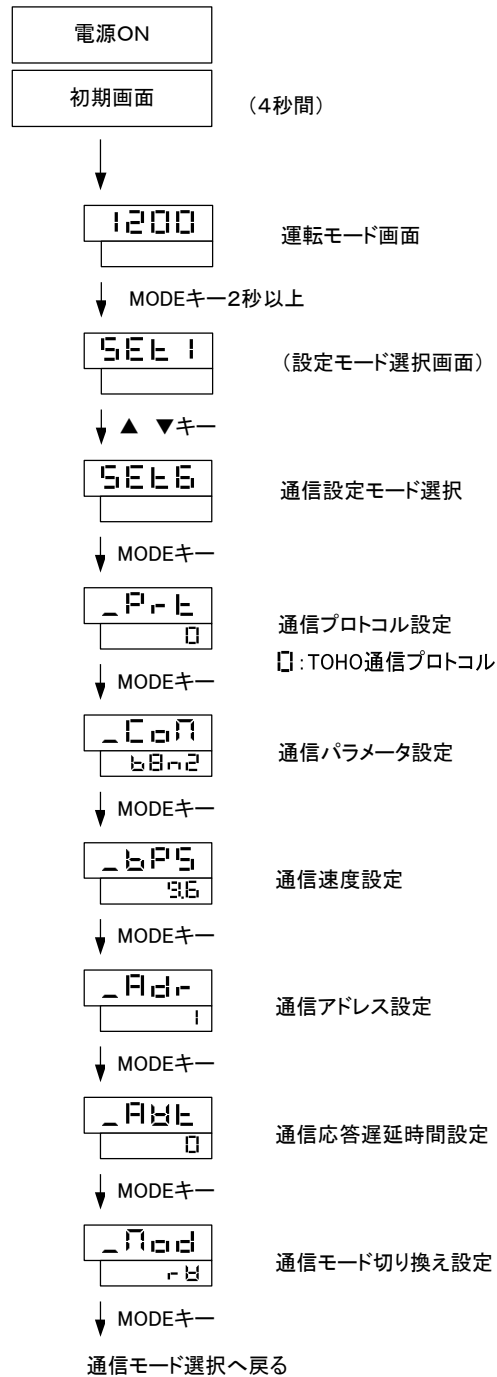 電源ON
初期画面
(4秒間)
1200
運転モード画面
MODEキー2秒以上
SEt 1
(設定モード選択画面)
▲ ▼キー
SEt6
通信設定モード選択
MODEキー
_Prt
0
通信プロトコル設定
0:TOHO通信プロトコル
MODEキー
_CoM
b8n2
通信パラメータ設定
MODEキー
_bPS
9.6
通信速度設定
MODEキー
_Adr
1
通信アドレス設定
MODEキー
_AWt
0
通信応答遅延時間設定
MODEキー
_Mod
rW
通信モード切り換え設定
MODEキー
通信モード選択へ戻る